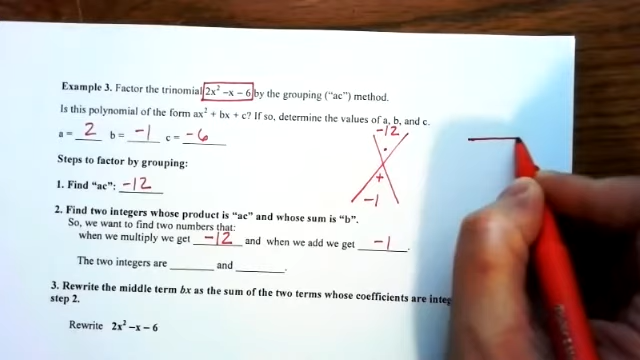 Example 3. Factor the trinomial 2x² –x – 6 by the grouping ("ac") method.
Is this polynomial of the form ax² + bx + c? If so, determine the values of a, b, and c.
a = 2 b = -1 c = -6
-12
Steps to factor by grouping:
•
1. Find "ac": -12
+
-1
2. Find two integers whose product is "ac" and whose sum is "b".
So, we want to find two numbers that:
when we multiply we get -12 and when we add we get -1.
The two integers are ______ and ______.
3. Rewrite the middle term bx as the sum of the two terms whose coefficients are
step 2.
Rewrite 2x² –x – 6